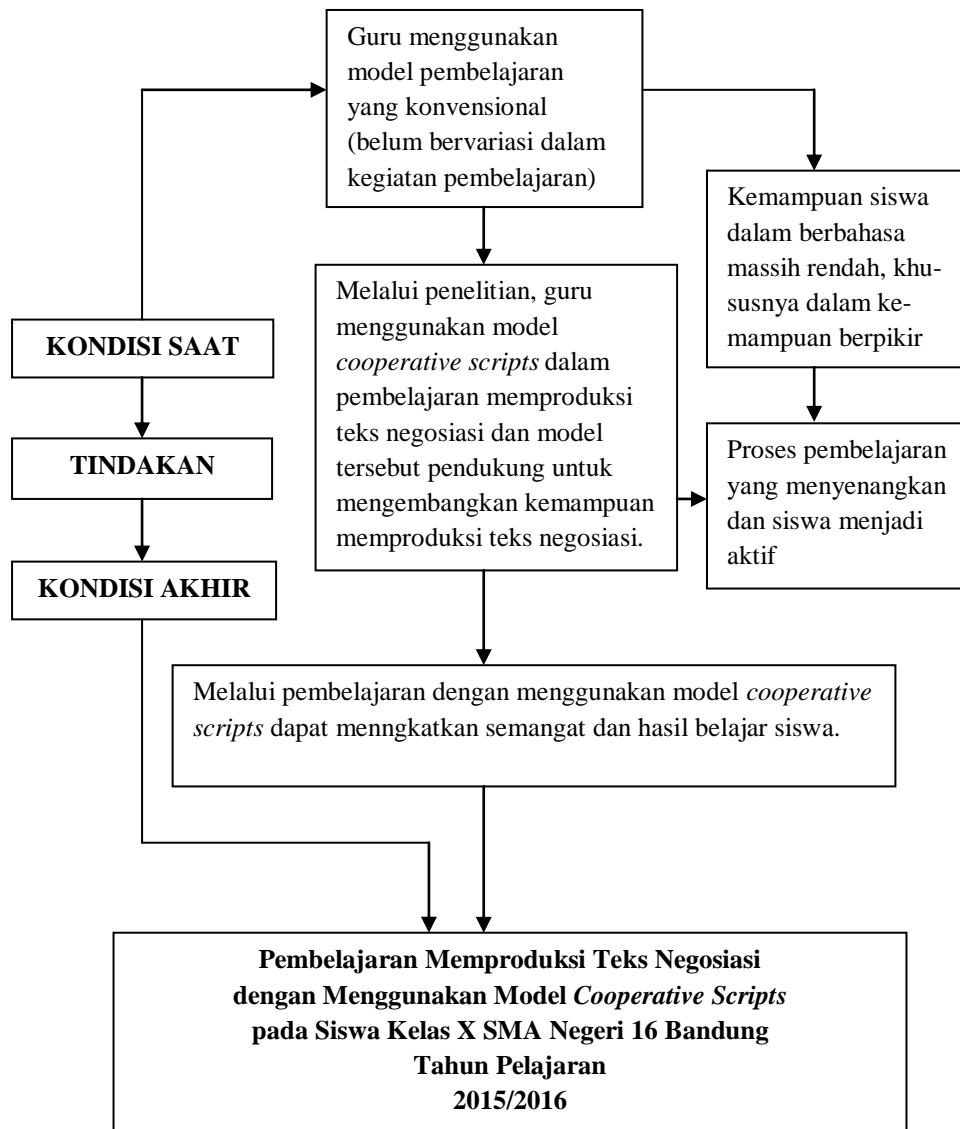 Guru menggunakan
model pembelajaran
yang konvensional
(belum bervariasi dalam
kegiatan pembelajaran)
Kemampuan siswa
dalam berbahasa
massih rendah, khu-
susnya dalam ke-
mampuan berpikir
Melalui penelitian, guru
menggunakan model
cooperative scripts dalam
pembelajaran memproduksi
teks negosiasi dan model
tersebut pendukung untuk
mengembangkan kemampuan
memproduksi teks negosiasi.
KONDISI SAAT
TINDAKAN
KONDISI AKHIR
Proses pembelajaran
yang menyenangkan
dan siswa menjadi
aktif
Melalui pembelajaran dengan menggunakan model cooperative
scripts dapat menngkatkan semangat dan hasil belajar siswa.
Pembelajaran Memproduksi Teks Negosiasi
dengan Menggunakan Model Cooperative Scripts
pada Siswa Kelas X SMA Negeri 16 Bandung
Tahun Pelajaran
2015/2016